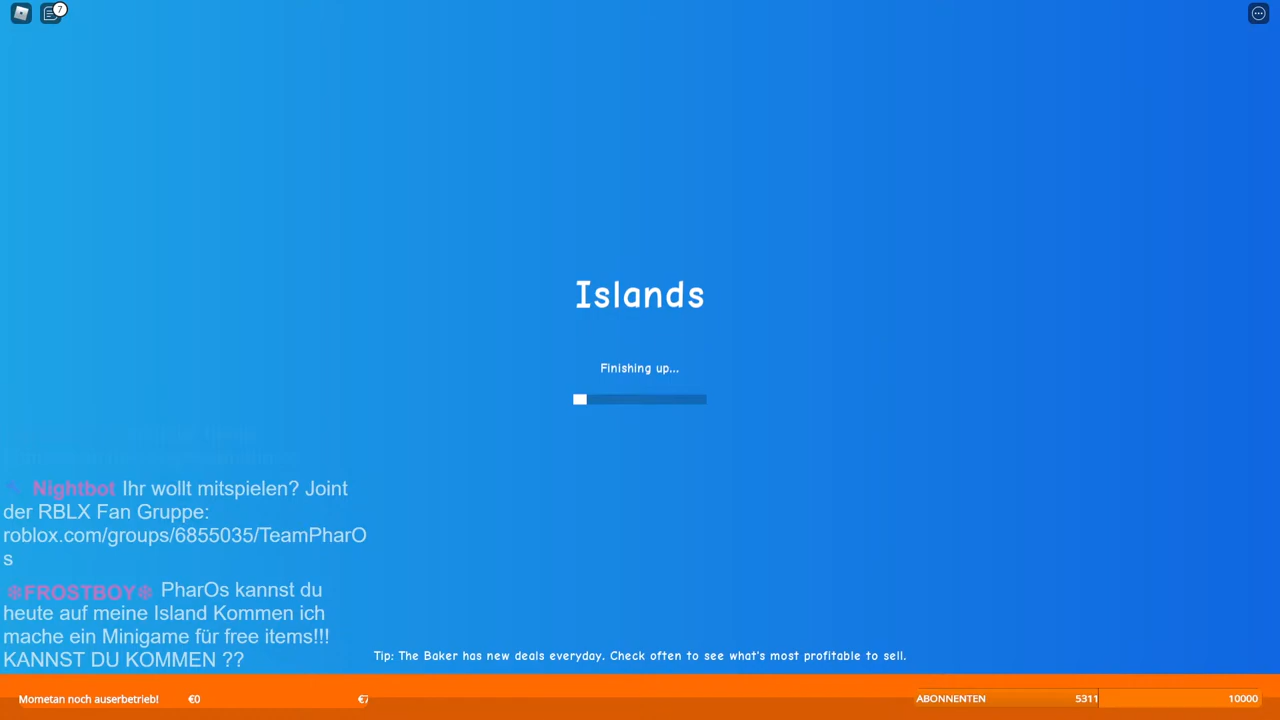 7
Islands
Finishing up...
Nightbot Ihr wollt mitspielen? Joint
der RBLX Fan Gruppe:
roblox.com/groups/6855035/TeamPharO
s
❄FROSTBOY❄ PharOs kannst du
heute auf meine Island Kommen ich
mache ein Minigame für free items!!!
KANNST DU KOMMEN ??
Tip: The Baker has new deals everyday. Check often to see what's most profitable to sell.
Mometan noch auserbetrieb! €0 €7
ABONNENTEN 5311 10000